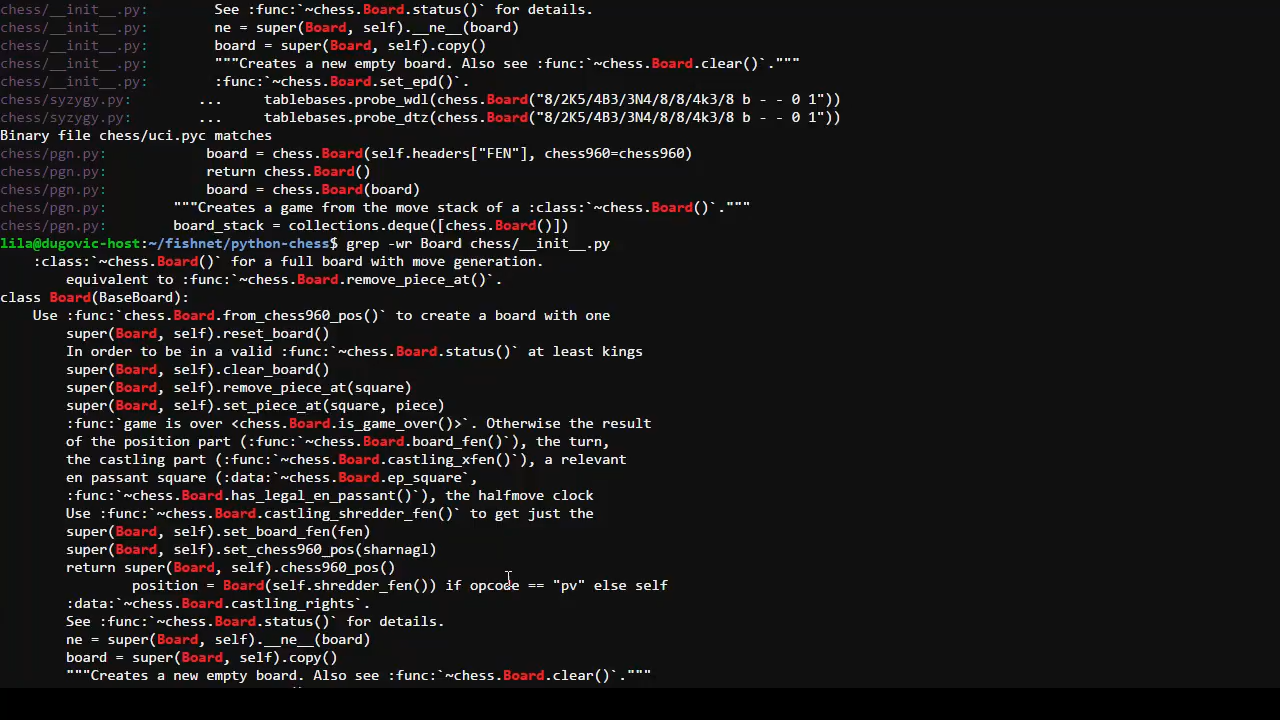 chess/__init__.py:        See :func:`~chess.Board.status()` for details.
chess/__init__.py:        ne = super(Board, self).__ne__(board)
chess/__init__.py:        board = super(Board, self).copy()
chess/__init__.py:        """Creates a new empty board. Also see :func:`~chess.Board.clear()`."""
chess/__init__.py:        :func:`~chess.Board.set_epd()`.
chess/syzygy.py:        ...     tablebases.probe_wdl(chess.Board("8/2K5/4B3/3N4/8/8/4k3/8 b - - 0 1"))
chess/syzygy.py:        ...     tablebases.probe_dtz(chess.Board("8/2K5/4B3/3N4/8/8/4k3/8 b - - 0 1"))
Binary file chess/uci.pyc matches
chess/pgn.py:            board = chess.Board(self.headers["FEN"], chess960=chess960)
chess/pgn.py:            return chess.Board()
chess/pgn.py:            board = chess.Board(board)
chess/pgn.py:        """Creates a game from the move stack of a :class:`~chess.Board()`."""
chess/pgn.py:        board_stack = collections.deque([chess.Board()])
lila@dugovic-host:~/fishnet/python-chess$ grep -wr Board chess/__init__.py
    :class:`~chess.Board()` for a full board with move generation.
        equivalent to :func:`~chess.Board.remove_piece_at()`.
class Board(BaseBoard):
    Use :func:`chess.Board.from_chess960_pos()` to create a board with one
        super(Board, self).reset_board()
        In order to be in a valid :func:`~chess.Board.status()` at least kings
        super(Board, self).clear_board()
        super(Board, self).remove_piece_at(square)
        super(Board, self).set_piece_at(square, piece)
        :func:`game is over <chess.Board.is_game_over()>`. Otherwise the result
        of the position part (:func:`~chess.Board.board_fen()`), the turn,
        the castling part (:func:`~chess.Board.castling_xfen()`), a relevant
        en passant square (:data:`~chess.Board.ep_square`,
        :func:`~chess.Board.has_legal_en_passant()`), the halfmove clock
        Use :func:`~chess.Board.castling_shredder_fen()` to get just the
        super(Board, self).set_board_fen(fen)
        super(Board, self).set_chess960_pos(sharnagl)
        return super(Board, self).chess960_pos()
                position = Board(self.shredder_fen()) if opcode == "pv" else self
        :data:`~chess.Board.castling_rights`.
        See :func:`~chess.Board.status()` for details.
        ne = super(Board, self).__ne__(board)
        board = super(Board, self).copy()
        """Creates a new empty board. Also see :func:`~chess.Board.clear()`."""